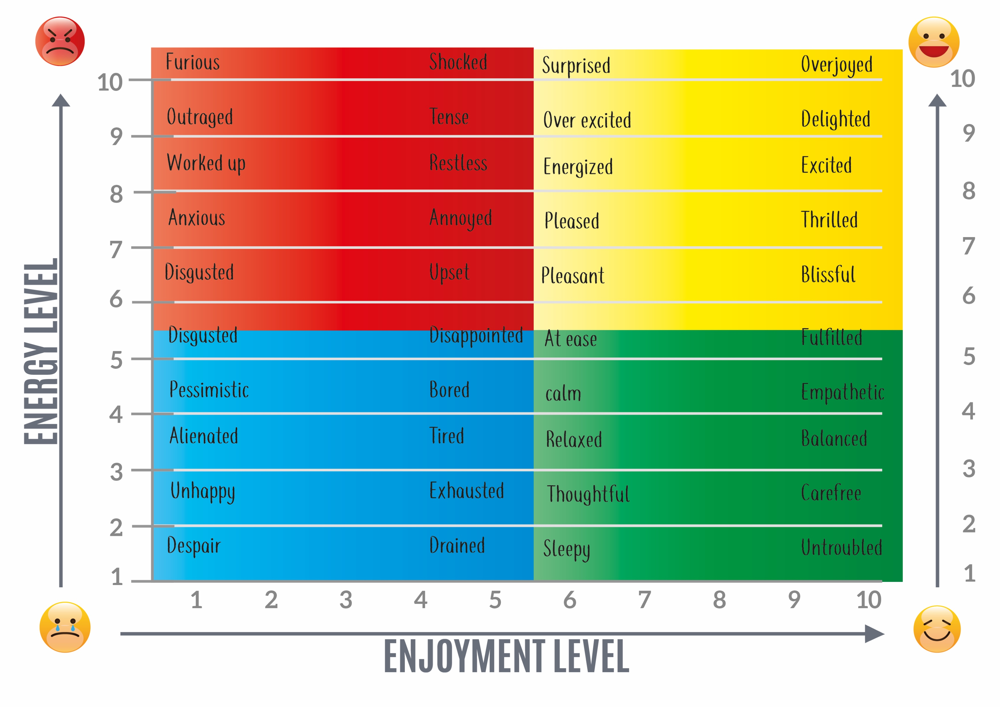 Furious Shocked Surprised Overjoyed
10 10
Outraged Tense Over excited Delighted
9 9
Worked up Restless Energized Excited
8 8
Anxious Annoyed Pleased Thrilled
7 7
Disgusted Upset Pleasant Blissful
6 6
Disgusted Disappointed At ease Fulfilled
5 5
Pessimistic Bored calm Empathetic
4 4
Alienated Tired Relaxed Balanced
3 3
Unhappy Exhausted Thoughtful Carefree
2 2
Despair Drained Sleepy Untroubled
1 1
1 2 3 4 5 6 7 8 9 10
ENERGY LEVEL
ENJOYMENT LEVEL